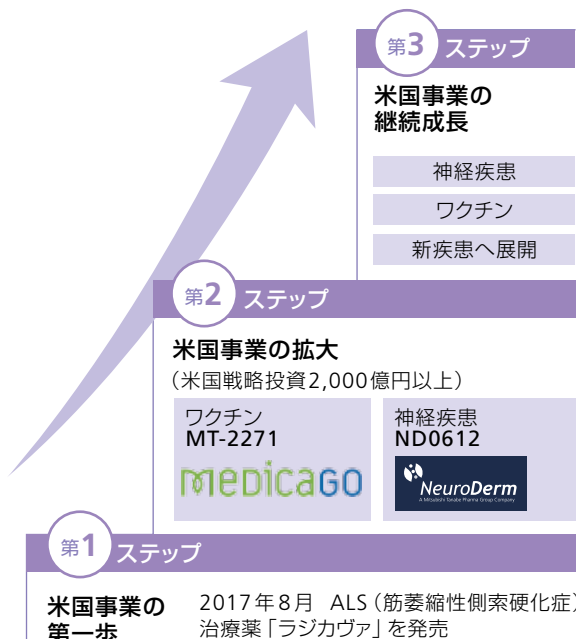 第3 ステップ
米国事業の
継続成長
神経疾患
ワクチン
新疾患へ展開
第2 ステップ
米国事業の拡大
（米国戦略投資2,000億円以上）
ワクチン
MT-2271
medicago
神経疾患
ND0612
NeuroDerm
A Mitsubishi Tanabe Pharma Group Company
第1 ステップ
米国事業の
第一歩
2017年8月 ALS（筋萎縮性側索硬化症）
治療薬「ラジカヴァ」を発売